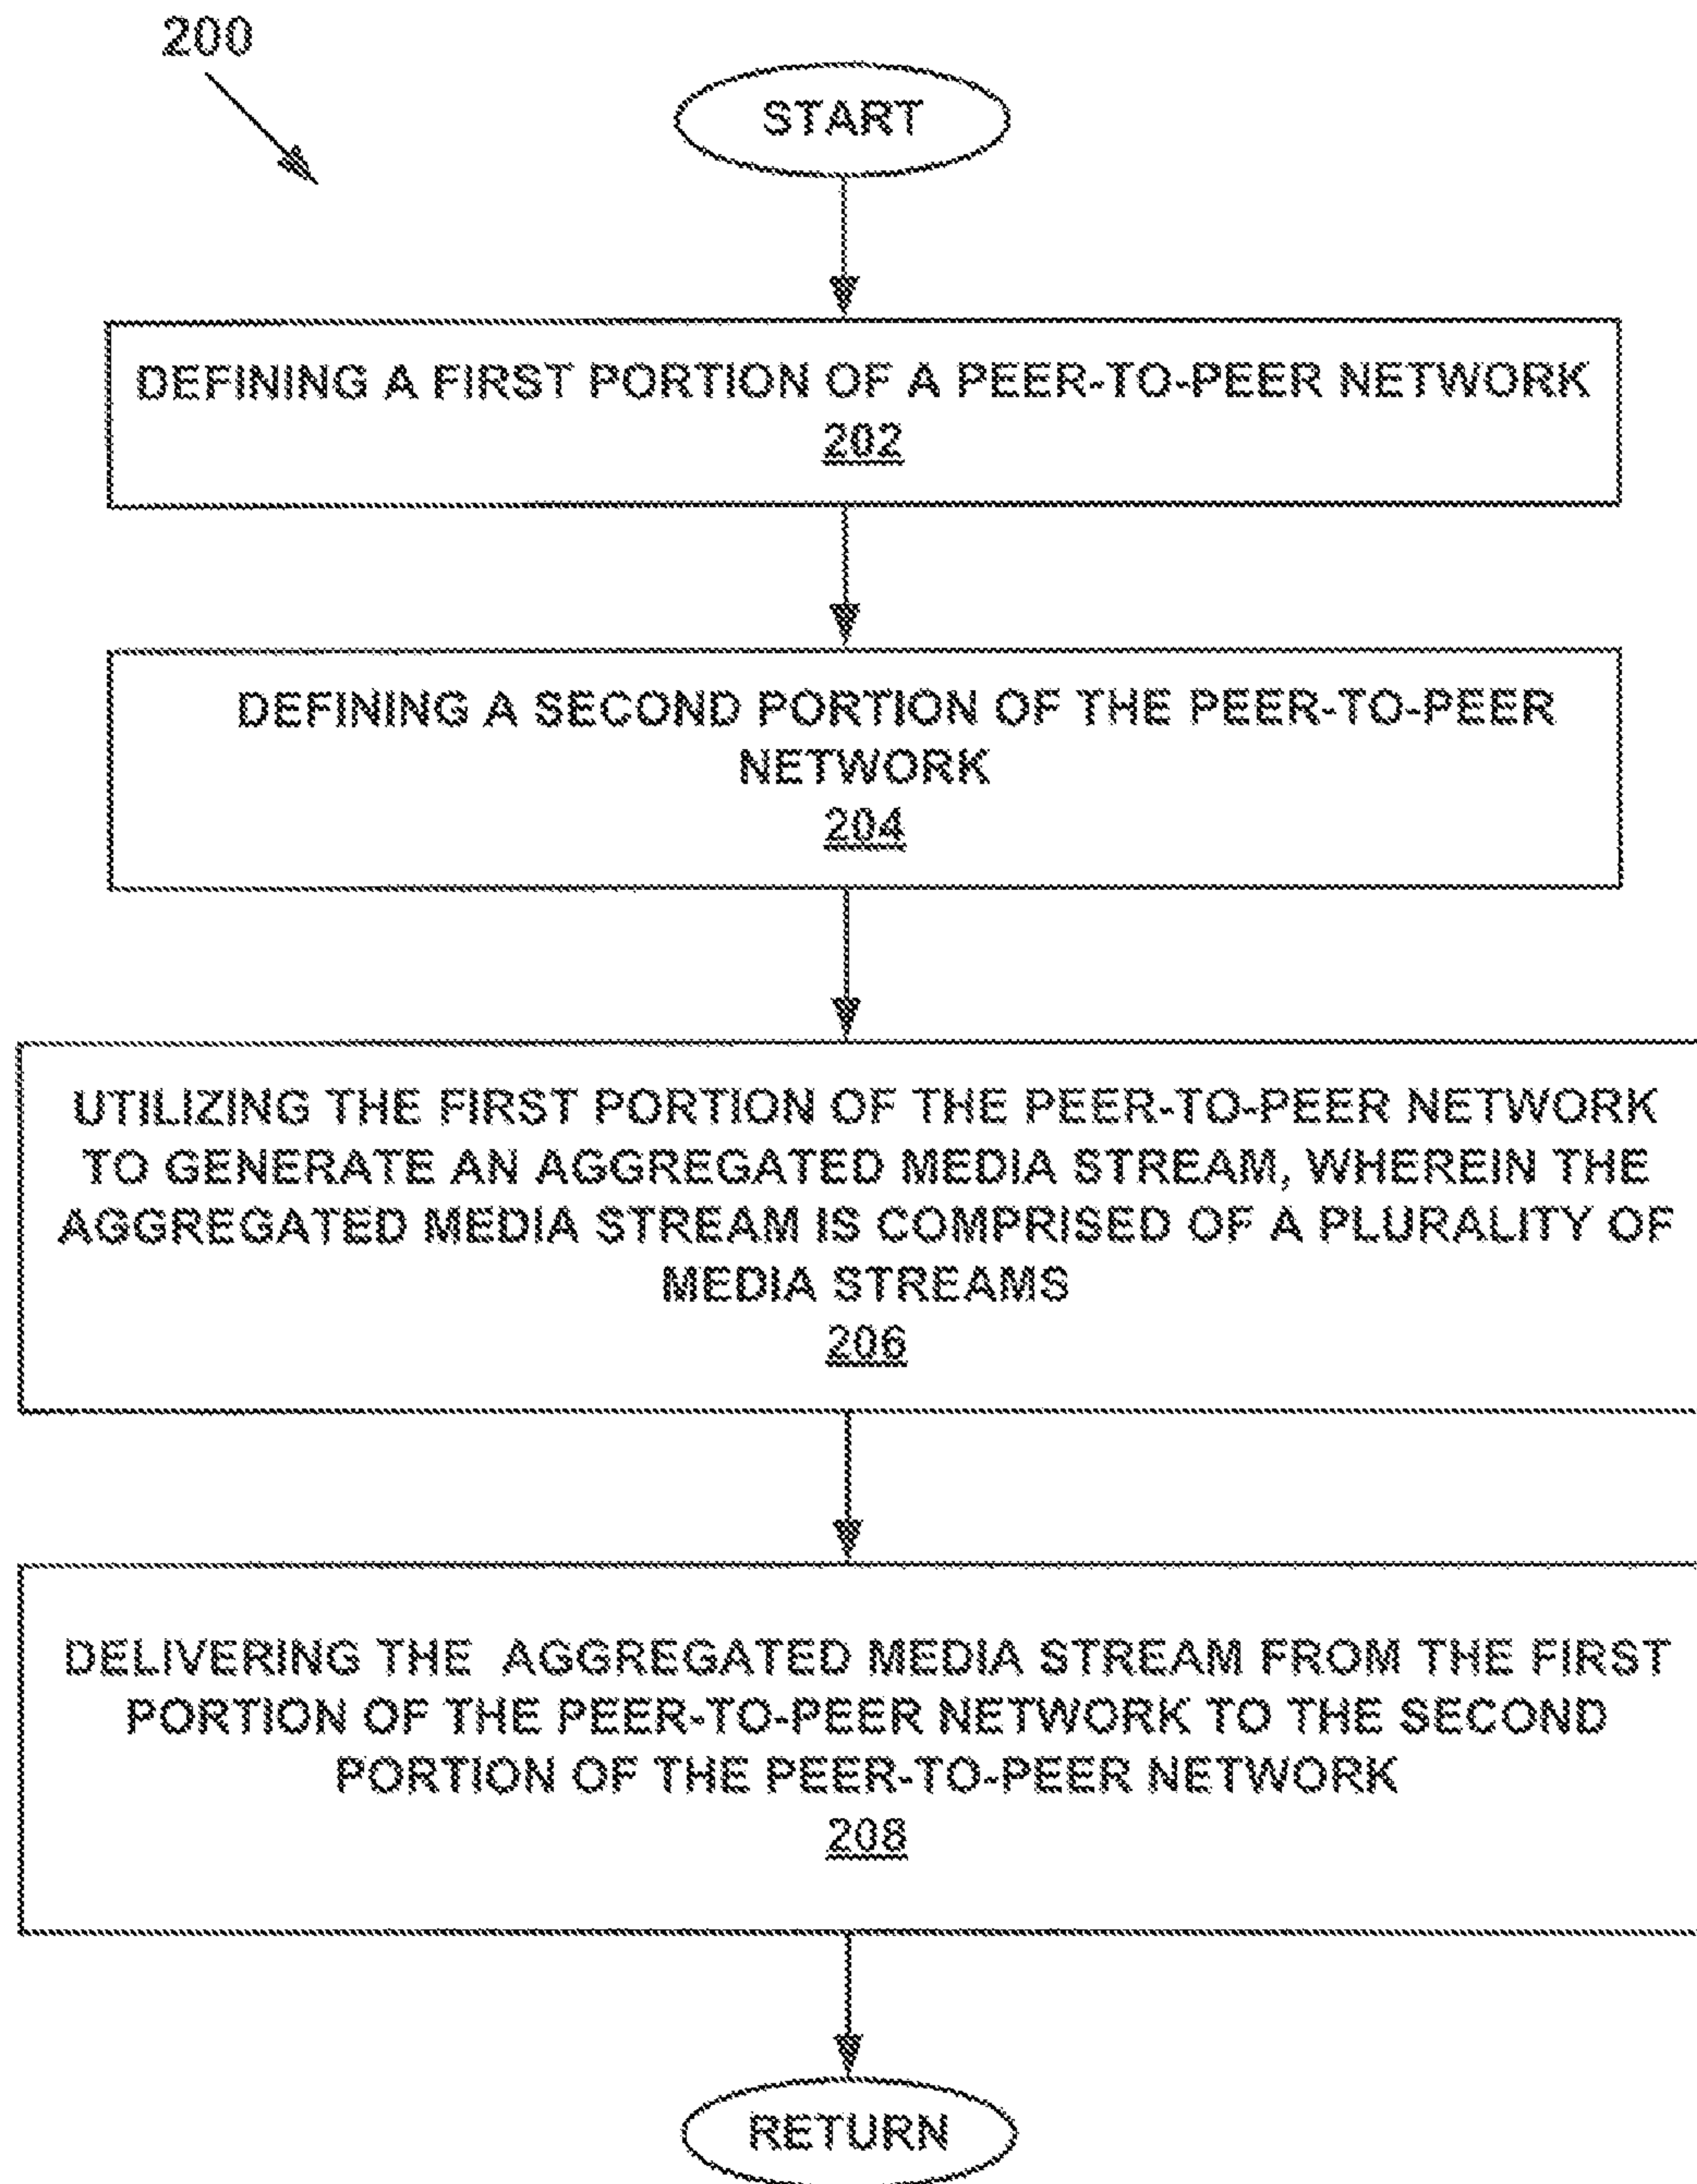 200
START
DEFINING A FIRST PORTION OF A PEER-TO-PEER NETWORK
202
DEFINING A SECOND PORTION OF THE PEER-TO-PEER
NETWORK
204
UTILIZING THE FIRST PORTION OF THE PEER-TO-PEER NETWORK
TO GENERATE AN AGGREGATED MEDIA STREAM, WHEREIN THE
AGGREGATED MEDIA STREAM IS COMPRISED OF A PLURALITY OF
MEDIA STREAMS
206
DELIVERING THE AGGREGATED MEDIA STREAM FROM THE FIRST
PORTION OF THE PEER-TO-PEER NETWORK TO THE SECOND
PORTION OF THE PEER-TO-PEER NETWORK
208
RETURN